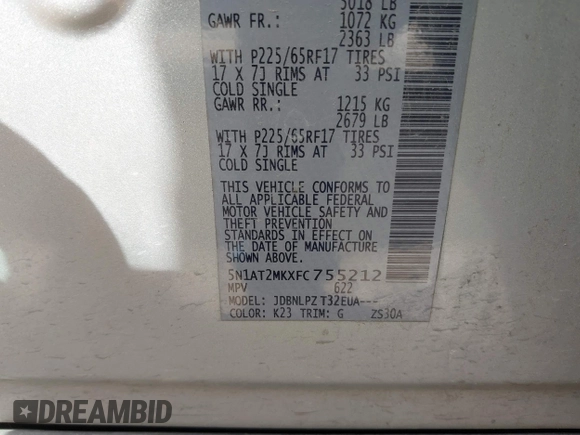 3018 LB
GAWR FR.: 1072 KG
2363 LB
WITH P225/65RF17 TIRES
17 X 7J RIMS AT 33 PSI
COLD SINGLE
GAWR RR.: 1215 KG
2679 LB
WITH P225/65RF17 TIRES
17 X 7J RIMS AT 33 PSI
COLD SINGLE
THIS VEHICLE CONFORMS TO
ALL APPLICABLE FEDERAL
MOTOR VEHICLE SAFETY AND
THEFT PREVENTION
STANDARDS IN EFFECT ON
THE DATE OF MANUFACTURE
SHOWN ABOVE.
5N1AT2MKXFC755212
MPV 622
MODEL: JDBNLPZ T32EUA---
COLOR: K23 TRIM: G ZS30A
DREAMBID